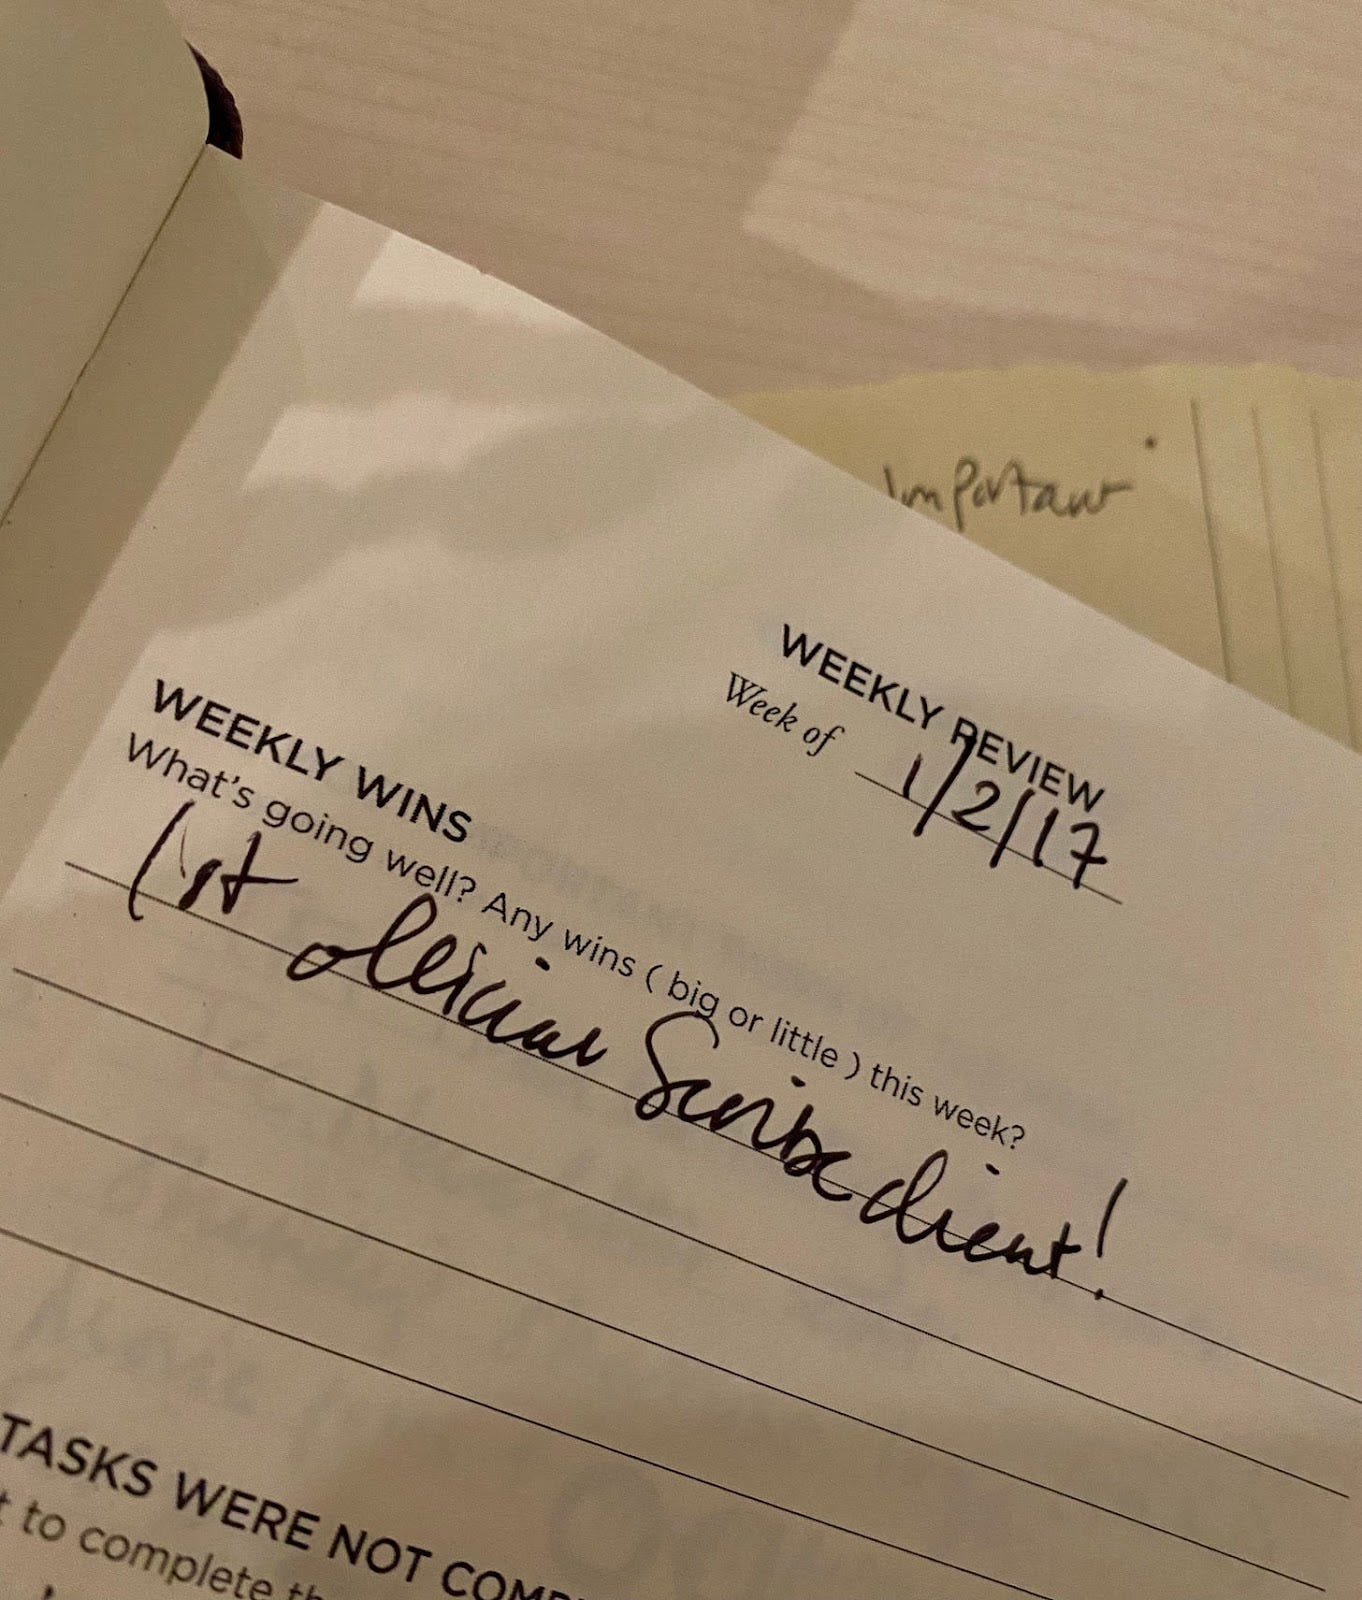 Important
WEEKLY REVIEW
Week of 1/2/17
WEEKLY WINS
What's going well? Any wins ( big or little ) this week?
1st official Scribe client!
TASKS WERE NOT COMP
t to complete th